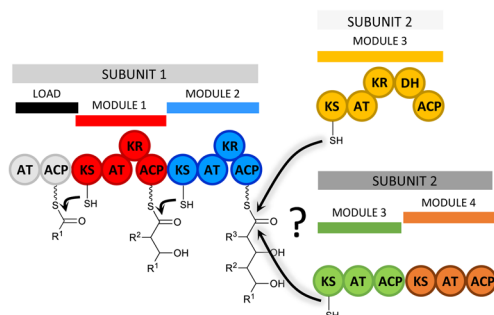 SUBUNIT 2
MODULE 3
SUBUNIT 1
LOAD
MODULE 1
MODULE 2
KR
DH
KS
AT
ACP
SH
KR
KR
AT
ACP
KS
AT
ACP
KS
AT
ACP
S
SH
S
SH
S
O
R¹
O
R²
OH
R¹
O
R³
OH
R²
OH
R¹
?
SUBUNIT 2
MODULE 3
MODULE 4
KS
AT
ACP
KS
AT
ACP
SH